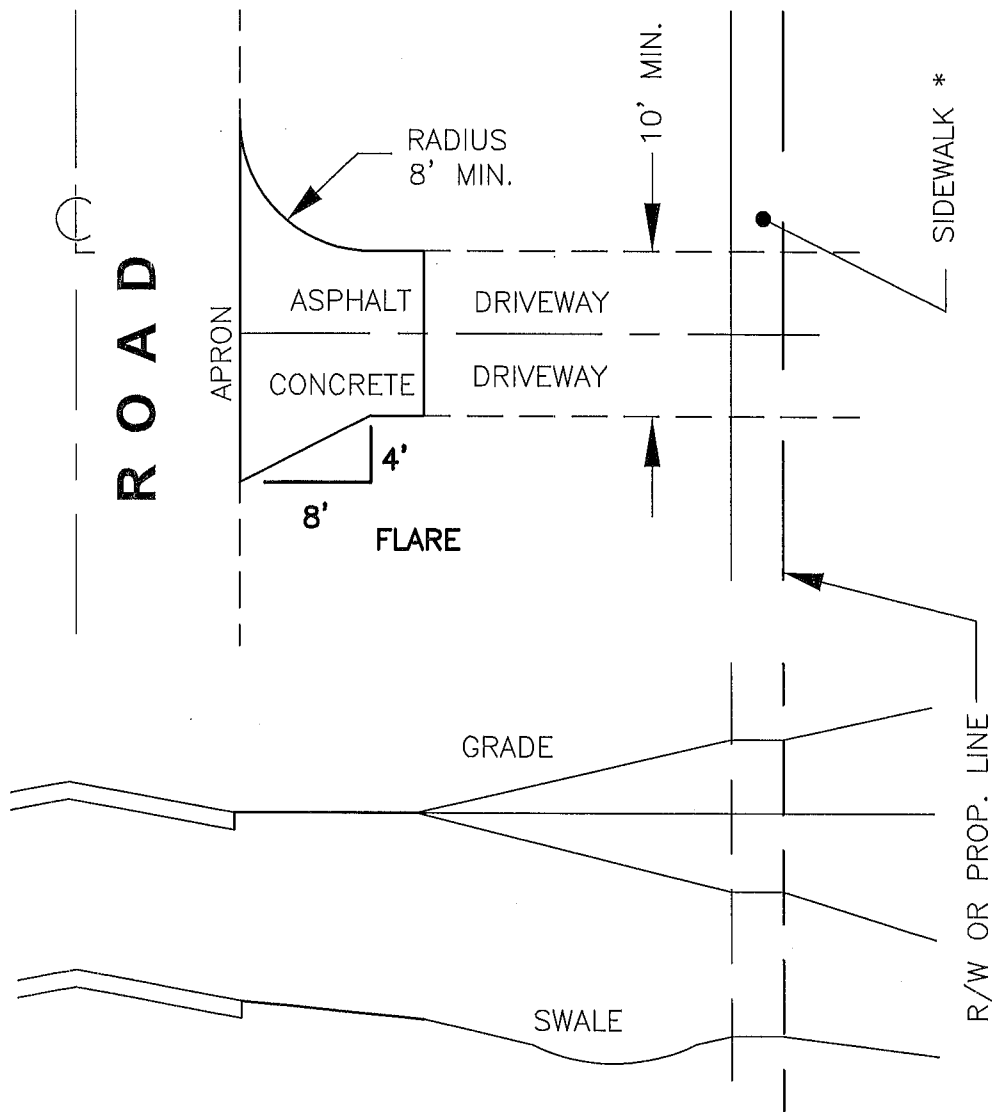 10' MIN.
RADIUS
8' MIN.
SIDEWALK *
℄
ROAD
APRON
ASPHALT
DRIVEWAY
CONCRETE
DRIVEWAY
4'
8'
FLARE
GRADE
R/W OR PROP. LINE
SWALE